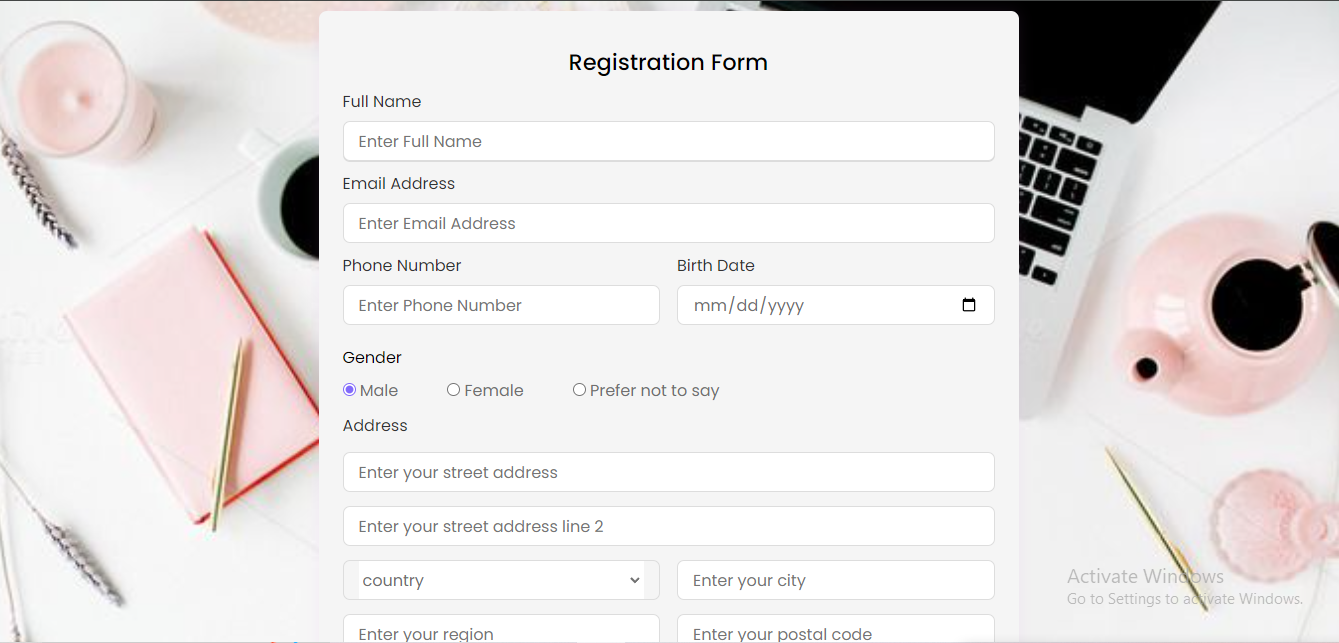 Registration Form
Full Name
Enter Full Name
Email Address
Enter Email Address
Phone Number Birth Date
Enter Phone Number mm/dd/yyyy
Gender
Male Female Prefer not to say
Address
Enter your street address
Enter your street address line 2
country Enter your city
Enter your region Enter your postal code
Activate Windows
Go to Settings to activate Windows.